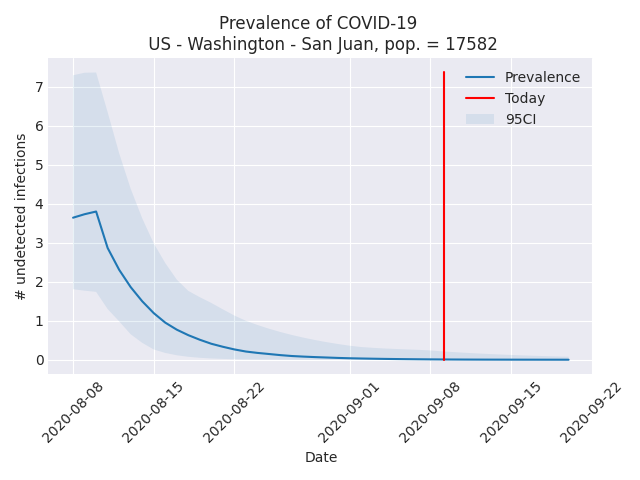 Prevalence of COVID-19
US - Washington - San Juan, pop. = 17582
Prevalence
Today
95CI
# undetected infections
7
6
5
4
3
2
1
0
2020-08-08
2020-08-15
2020-08-22
2020-09-01
2020-09-08
2020-09-15
2020-09-22
Date